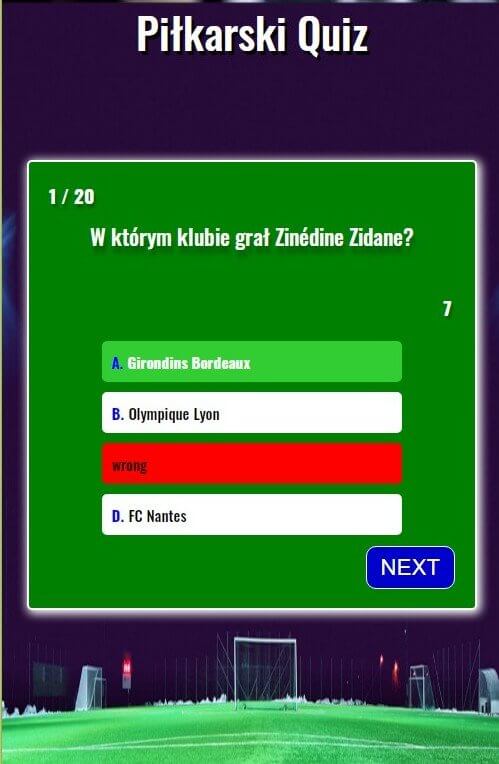 Piłkarski Quiz
1 / 20
W którym klubie grał Zinédine Zidane?
7
A. Girondins Bordeaux
B. Olympique Lyon
wrong
D. FC Nantes
NEXT